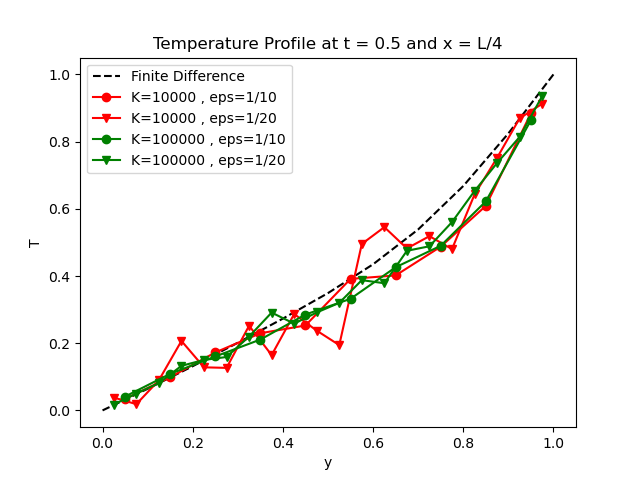 Temperature Profile at t = 0.5 and x = L/4
Finite Difference
K=10000 , eps=1/10
K=10000 , eps=1/20
K=100000 , eps=1/10
K=100000 , eps=1/20
1.0
0.8
0.6
0.4
0.2
0.0
T
0.0 0.2 0.4 0.6 0.8 1.0
y